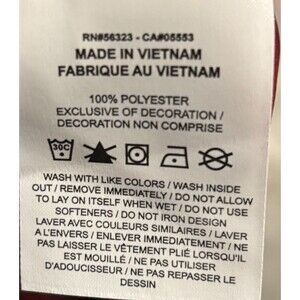 RN#56323 - CA#05553
MADE IN VIETNAM
FABRIQUE AU VIETNAM
100% POLYESTER
EXCLUSIVE OF DECORATION /
DECORATION NON COMPRISE
30C
WASH WITH LIKE COLORS / WASH INSIDE
OUT / REMOVE IMMEDIATELY / DO NOT ALLOW
TO LAY ON ITSELF WHEN WET / DO NOT USE
SOFTENERS / DO NOT IRON DESIGN
LAVER AVEC COULEURS SIMILAIRES / LAVER
A L'ENVERS / ENLEVER IMMEDIATEMENT / NE
PAS LAISSER LE VÊTEMENT PLIÉ LORSQU'IL
EST MOUILLÉ / NE PAS UTILISER
D'ADOUCISSEUR / NE PAS REPASSER LE
DESSIN